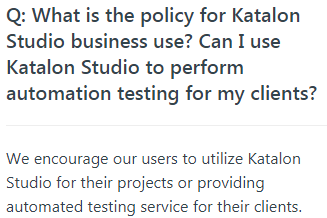 Q: What is the policy for Katalon
Studio business use? Can I use
Katalon Studio to perform
automation testing for my clients?
We encourage our users to utilize Katalon
Studio for their projects or providing
automated testing service for their clients.